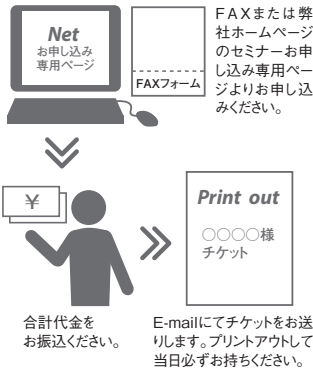 Net
お申し込み
専用ページ
FAXフォーム
FAXまたは弊
社ホームページ
のセミナーお申
し込み専用ペー
ジよりお申し込
みください。
¥
合計代金を
お振込ください。
Print out
○○○○様
チケット
E-mailにてチケットをお送
りします。プリントアウトして
当日必ずお持ちください。